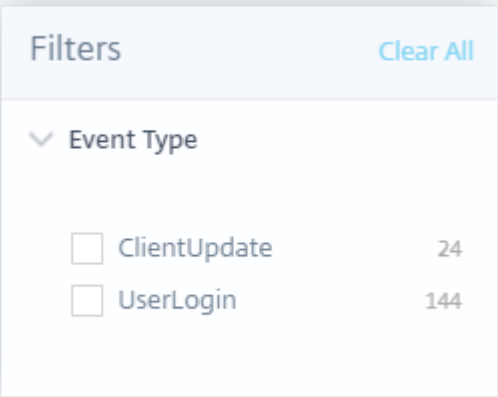 Filters Clear All
Event Type
ClientUpdate 24
UserLogin 144